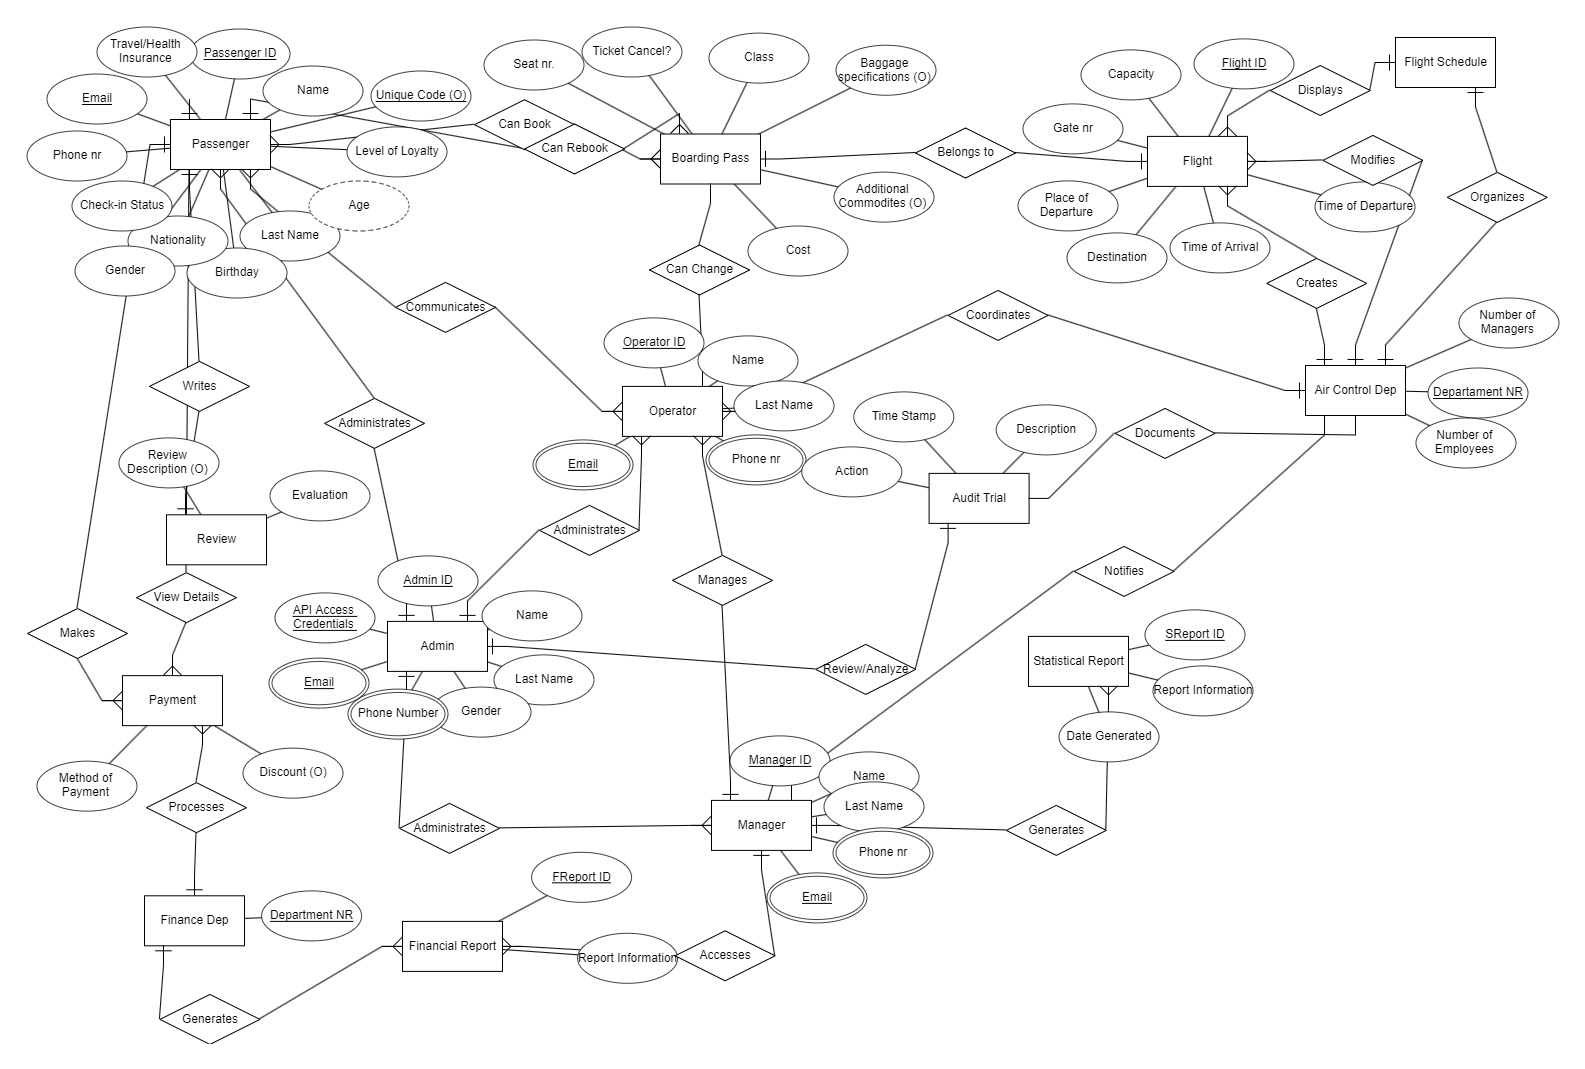 Travel/Health
Insurance
Passenger ID
Name
Email
Unique Code (O)
Phone nr
Passenger
Level of Loyalty
Check-in Status
Nationality
Last Name
Age
Gender
Birthday
Seat nr.
Ticket Cancel?
Class
Baggage
specifications (O)
Can Book
Can Rebook
Boarding Pass
Belongs to
Additional
Commodites (O)
Cost
Can Change
Capacity
Flight ID
Displays
Flight Schedule
Gate nr
Flight
Modifies
Place of
Departure
Time of Departure
Organizes
Destination
Time of Arrival
Creates
Communicates
Coordinates
Operator ID
Name
Number of
Managers
Writes
Administrates
Operator
Last Name
Air Control Dep
Departament NR
Time Stamp
Description
Documents
Number of
Employees
Review
Description (O)
Email
Phone nr
Action
Audit Trial
Evaluation
Review
Administrates
View Details
Admin ID
Manages
Notifies
API Access
Credentials
Name
Makes
Admin
Review/Analyze
Statistical Report
SReport ID
Report Information
Email
Last Name
Phone Number
Gender
Payment
Date Generated
Method of
Payment
Discount (O)
Manager ID
Name
Processes
Last Name
Administrates
Manager
Generates
Phone nr
Email
FReport ID
Finance Dep
Department NR
Financial Report
Report Information
Accesses
Generates